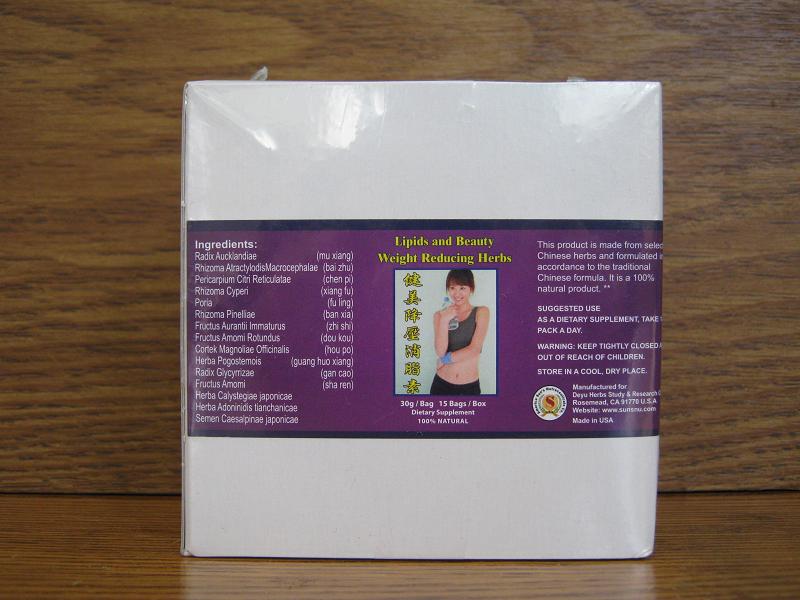 Ingredients:
Radix Aucklandiae (mu xiang)
Rhizoma AtractylodisMacrocephalae (bai zhu)
Pericarpium Citri Reticulatae (chen pi)
Rhizoma Cyperi (xiang fu)
Poria (fu ling)
Rhizoma Pinelliae (ban xia)
Fructus Aurantii Immaturus (zhi shi)
Fructus Amomi Rotundus (dou kou)
Cortek Magnoliae Officinalis (hou po)
Herba Pogostemois (guang huo xiang)
Radix Glycyrrizae (gan cao)
Fructus Amomi (sha ren)
Herba Calystegiae japonicae
Herba Adoninidis tianchanicae
Semen Caesalpinae japonicae
Lipids and Beauty
Weight Reducing Herbs
健美降壓消脂素
30g / Bag 15 Bags / Box
Dietary Supplement
100% NATURAL
This product is made from selec
Chinese herbs and formulated i
accordance to the traditional
Chinese formula. It is a 100%
natural product. **
SUGGESTED USE
AS A DIETARY SUPPLEMENT, TAKE
PACK A DAY.
WARNING: KEEP TIGHTLY CLOSED
OUT OF REACH OF CHILDREN.
STORE IN A COOL, DRY PLACE.
Manufactured for
Deyu Herbs Study & Research
Rosemead, CA 91770 U.S.A
Website: www.sunsnu.com
Made in USA